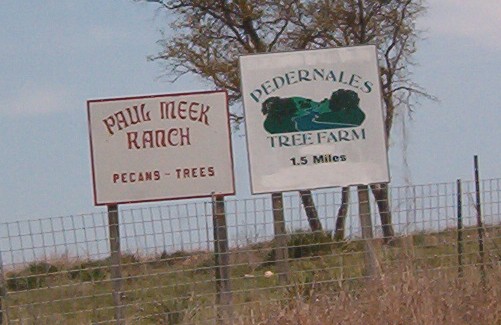 PAUL MEEK
RANCH
PECANS - TREES
PEDERNALES
TREE FARM
1.5 Miles